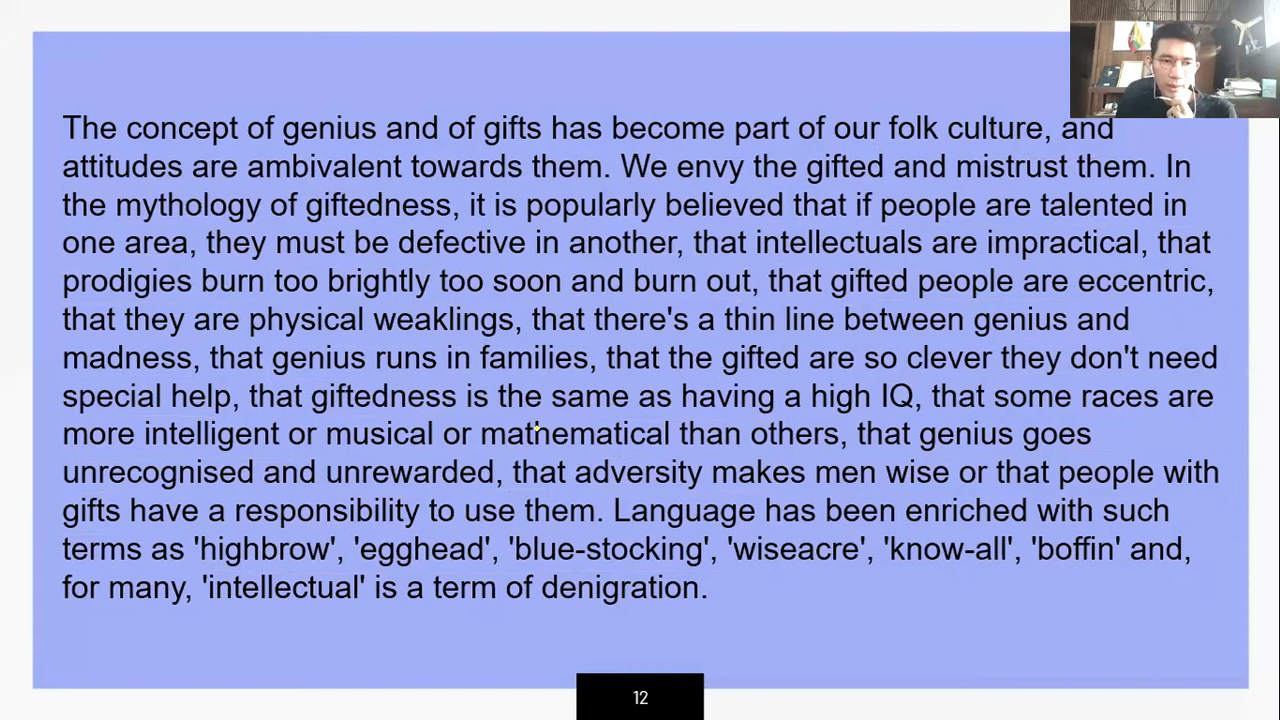 The concept of genius and of gifts has become part of our folk culture, and
attitudes are ambivalent towards them. We envy the gifted and mistrust them. In
the mythology of giftedness, it is popularly believed that if people are talented in
one area, they must be defective in another, that intellectuals are impractical, that
prodigies burn too brightly too soon and burn out, that gifted people are eccentric,
that they are physical weaklings, that there's a thin line between genius and
madness, that genius runs in families, that the gifted are so clever they don't need
special help, that giftedness is the same as having a high IQ, that some races are
more intelligent or musical or mathematical than others, that genius goes
unrecognised and unrewarded, that adversity makes men wise or that people with
gifts have a responsibility to use them. Language has been enriched with such
terms as 'highbrow', 'egghead', 'blue-stocking', 'wiseacre', 'know-all', 'boffin' and,
for many, 'intellectual' is a term of denigration.
12